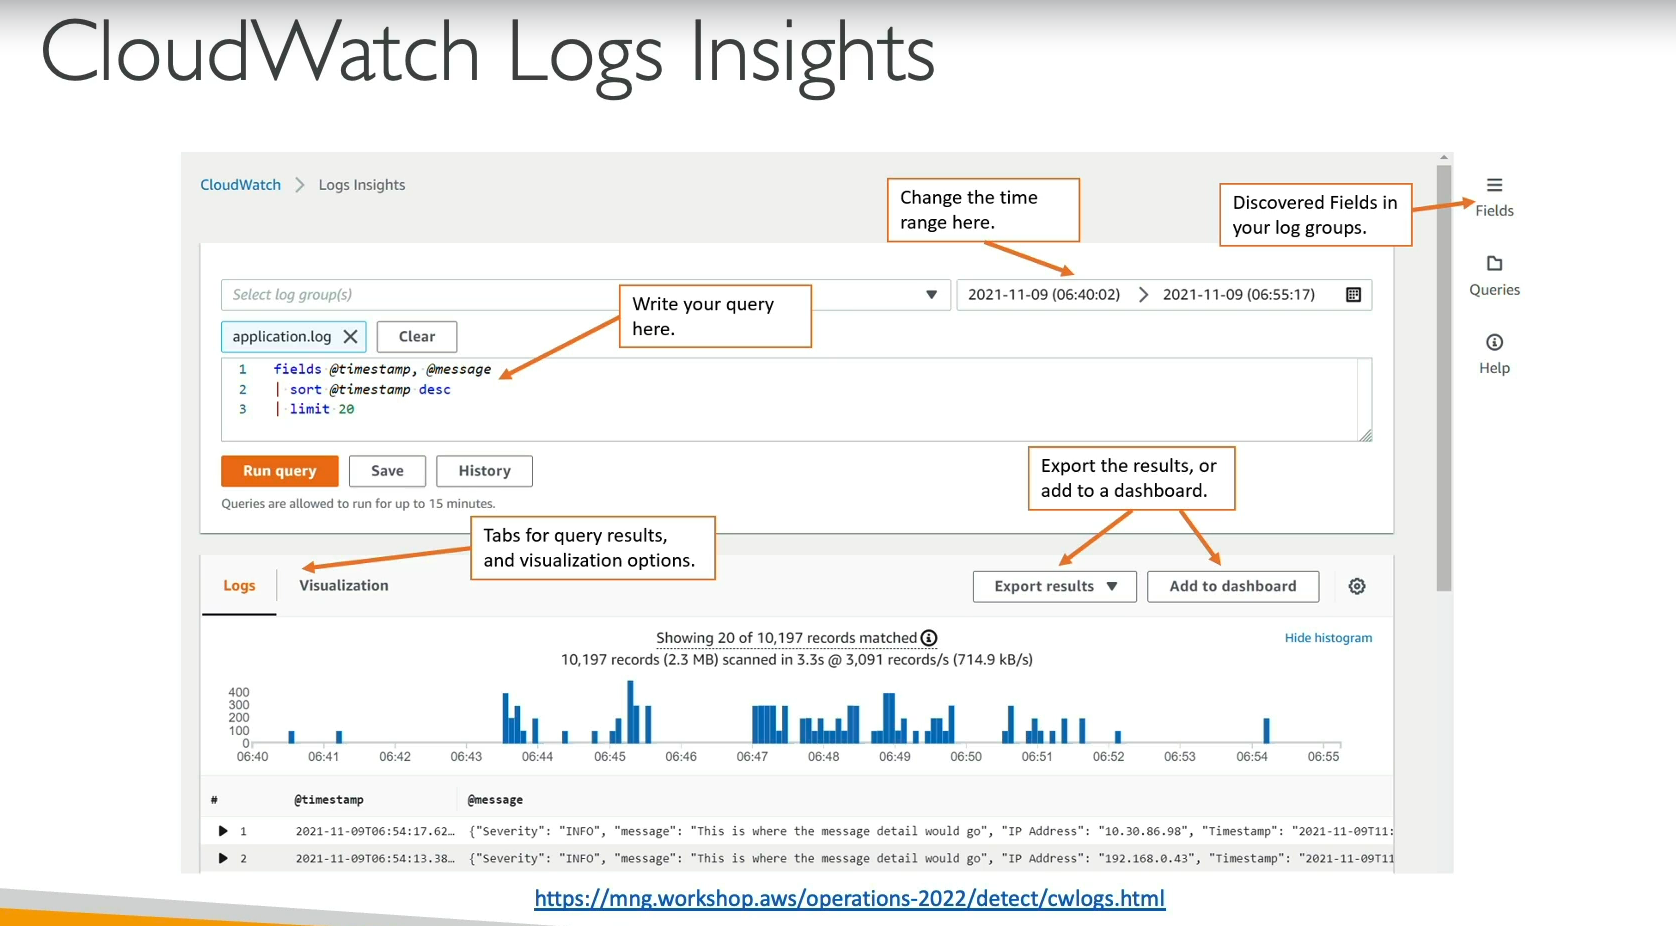 CloudWatch Logs Insights
CloudWatch > Logs Insights
Change the time
range here.
Discovered Fields in
your log groups.
Fields
Queries
Help
Select log group(s)
2021-11-09 (06:40:02) > 2021-11-09 (06:55:17)
Write your query
here.
application.log
Clear
1 fields @timestamp, @message
2 | sort @timestamp desc
3 | limit 20
Run query
Save
History
Queries are allowed to run for up to 15 minutes.
Export the results, or
add to a dashboard.
Tabs for query results,
and visualization options.
Logs
Visualization
Export results
Add to dashboard
Showing 20 of 10,197 records matched
Hide histogram
10,197 records (2.3 MB) scanned in 3.3s @ 3,091 records/s (714.9 kB/s)
400
300
200
100
0
06:40 06:41 06:42 06:43 06:44 06:45 06:46 06:47 06:48 06:49 06:50 06:51 06:52 06:53 06:54 06:55
# @timestamp @message
1 2021-11-09T06:54:17.62… {"Severity": "INFO", "message": "This is where the message detail would go", "IP Address": "10.30.86.98", "Timestamp": "2021-11-09T11:
2 2021-11-09T06:54:13.38… {"Severity": "INFO", "message": "This is where the message detail would go", "IP Address": "192.168.0.43", "Timestamp": "2021-11-09T11
https://mng.workshop.aws/operations-2022/detect/cwlogs.html